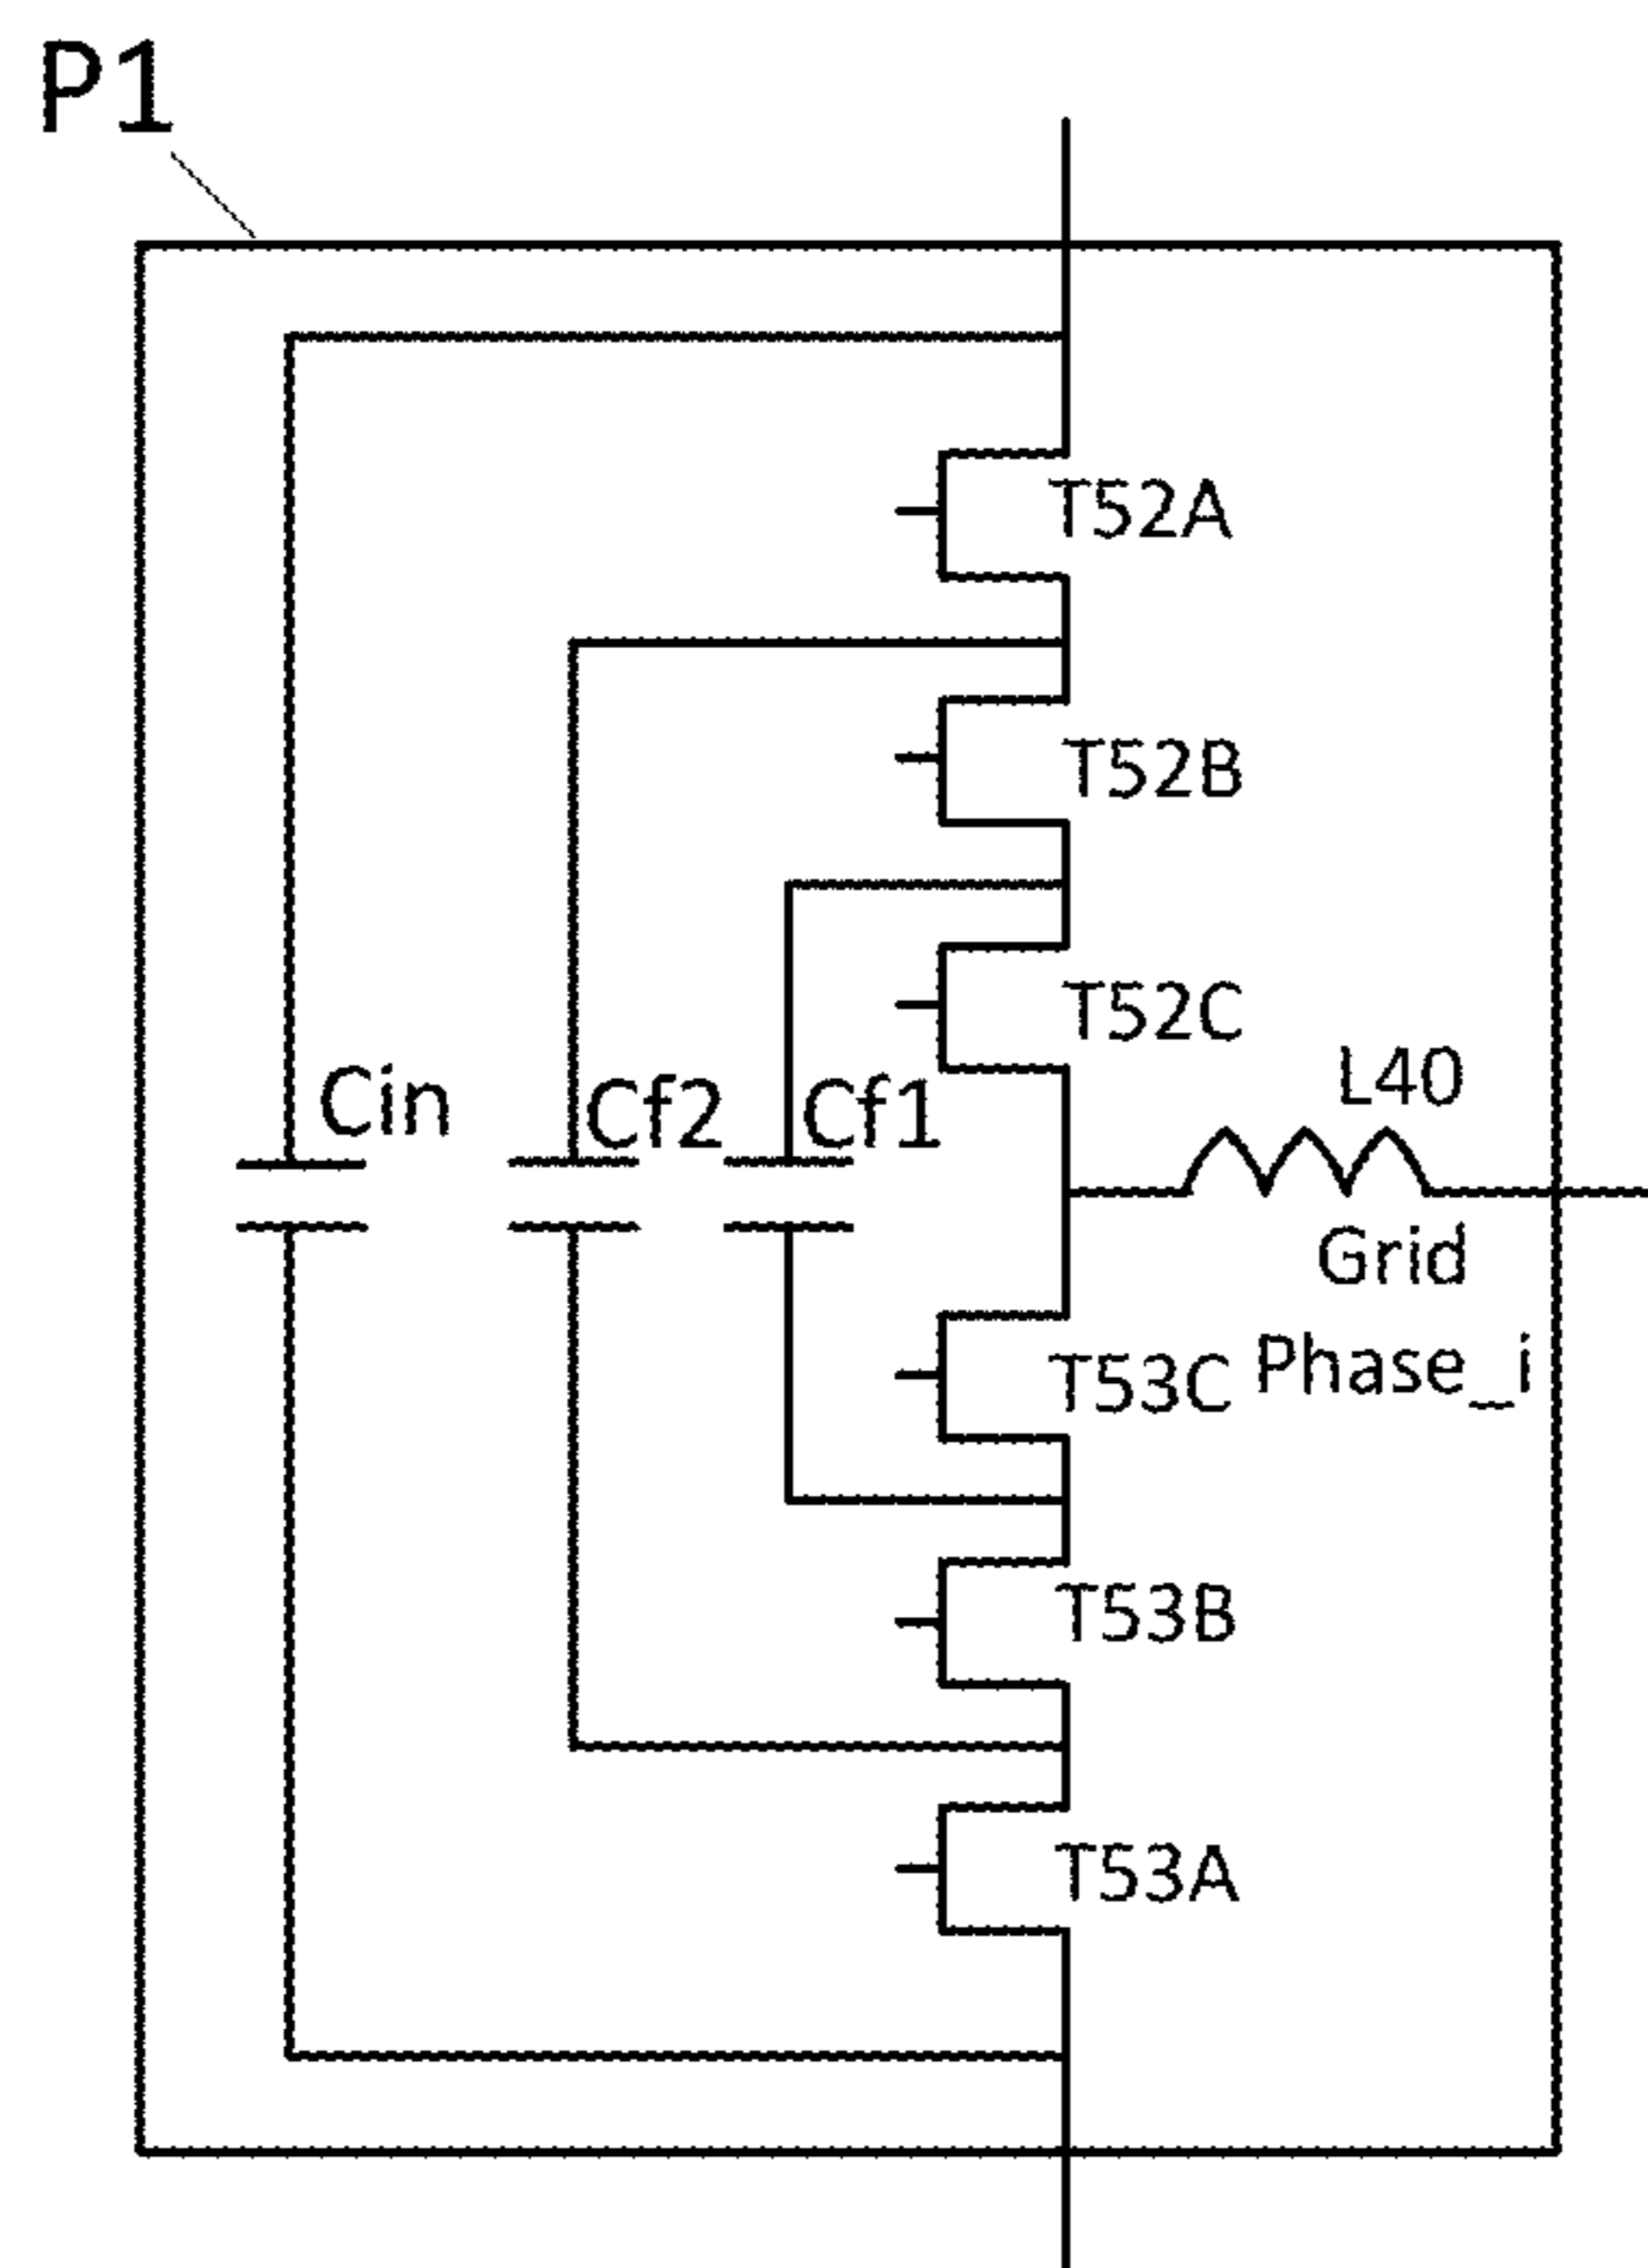 P1
T52A
T52B
T52C
L40
Cin
Cf2
Cf1
Grid
Phase_i
T53C
T53B
T53A